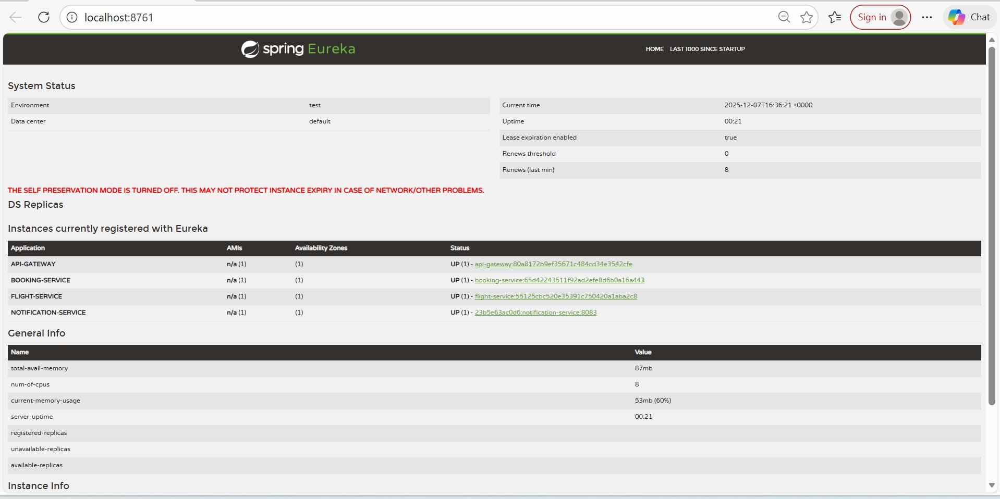 localhost:8761
Sign in
Chat
spring Eureka
HOME LAST 1000 SINCE STARTUP
System Status
Environment test
Data center default
Current time 2025-12-07T16:36:21 +0000
Uptime 00:21
Lease expiration enabled true
Renews threshold 0
Renews (last min) 8
THE SELF PRESERVATION MODE IS TURNED OFF. THIS MAY NOT PROTECT INSTANCE EXPIRY IN CASE OF NETWORK/OTHER PROBLEMS.
DS Replicas
Instances currently registered with Eureka
Application AMIs Availability Zones Status
API-GATEWAY n/a (1) (1) UP (1) - api-gateway:80a8172b9ef35671c484cd34e3542cfe
BOOKING-SERVICE n/a (1) (1) UP (1) - booking-service:65d42243511f92ad2efe8d6b0a16a443
FLIGHT-SERVICE n/a (1) (1) UP (1) - flight-service:55125cbc520e35391c750420a1aba2c8
NOTIFICATION-SERVICE n/a (1) (1) UP (1) - 23b5e63ac0d6:notification-service:8083
General Info
Name Value
total-avail-memory 87mb
num-of-cpus 8
current-memory-usage 53mb (60%)
server-uptime 00:21
registered-replicas
unavailable-replicas
available-replicas
Instance Info